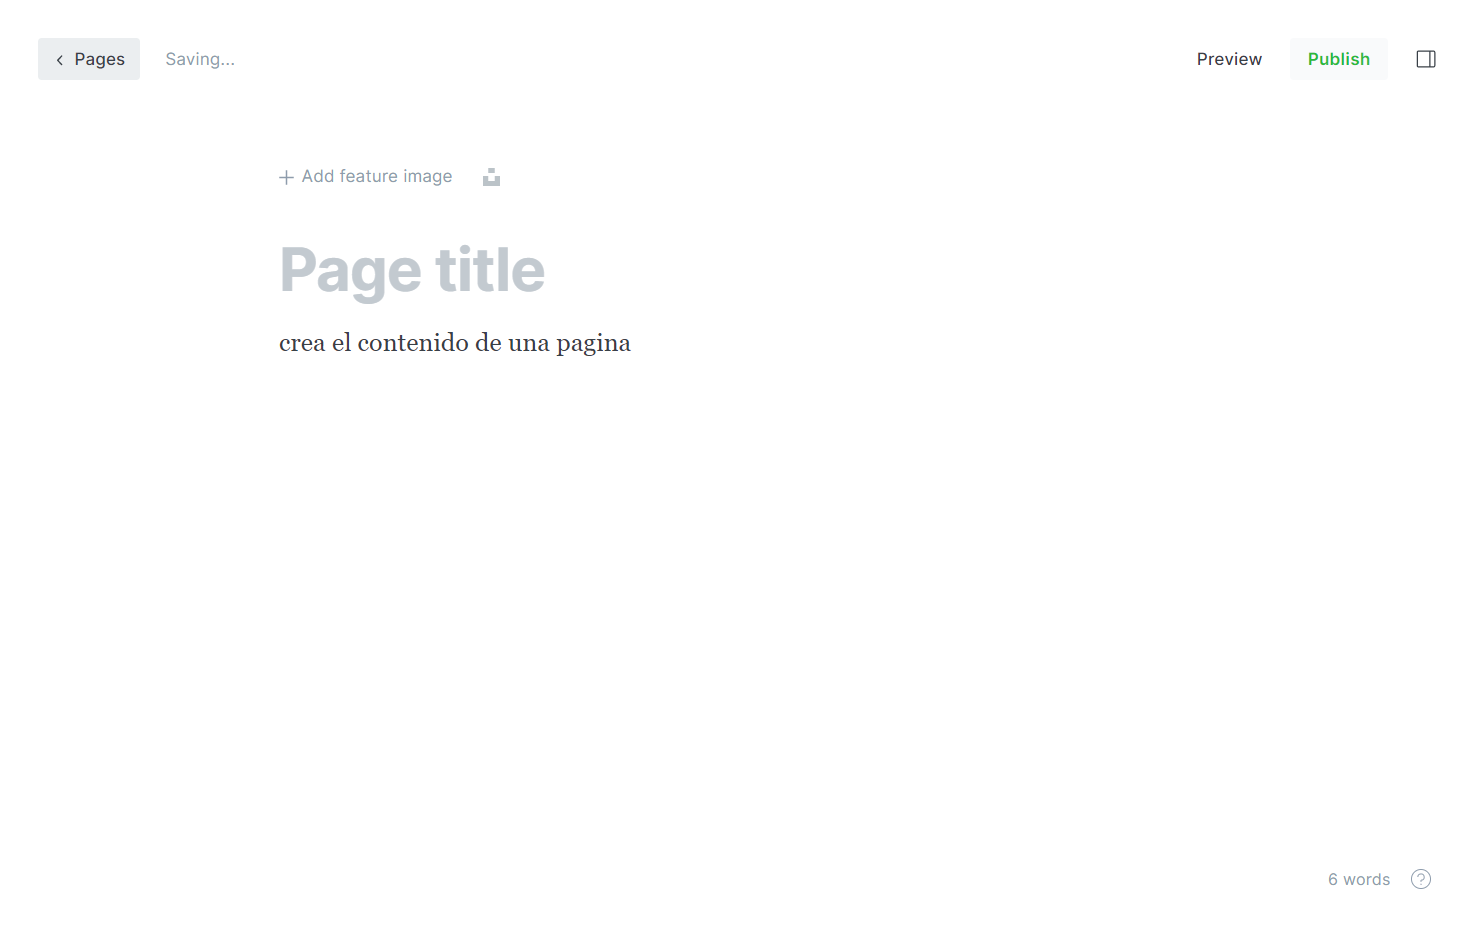 Pages
Saving...
Preview
Publish
Add feature image
Page title
crea el contenido de una pagina
6 words
?